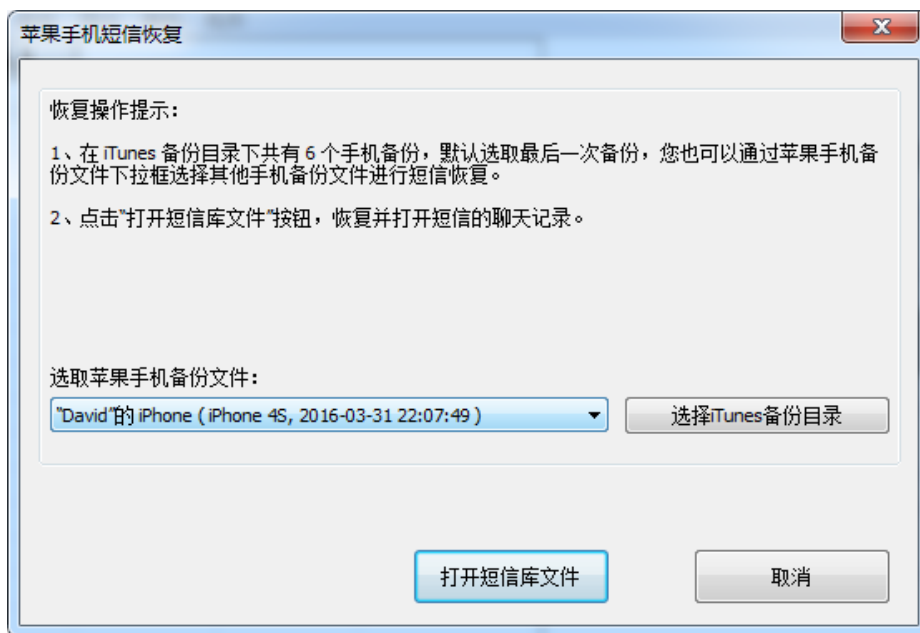 苹果手机短信恢复
恢复操作提示：
1、在 iTunes 备份目录下共有 6 个手机备份，默认选取最后一次备份，您也可以通过苹果手机备
份文件下拉框选择其他手机备份文件进行短信恢复。
2、点击"打开短信库文件"按钮，恢复并打开短信的聊天记录。
选取苹果手机备份文件：
"David"的 iPhone ( iPhone 4S, 2016-03-31 22:07:49 )
选择iTunes备份目录
打开短信库文件
取消